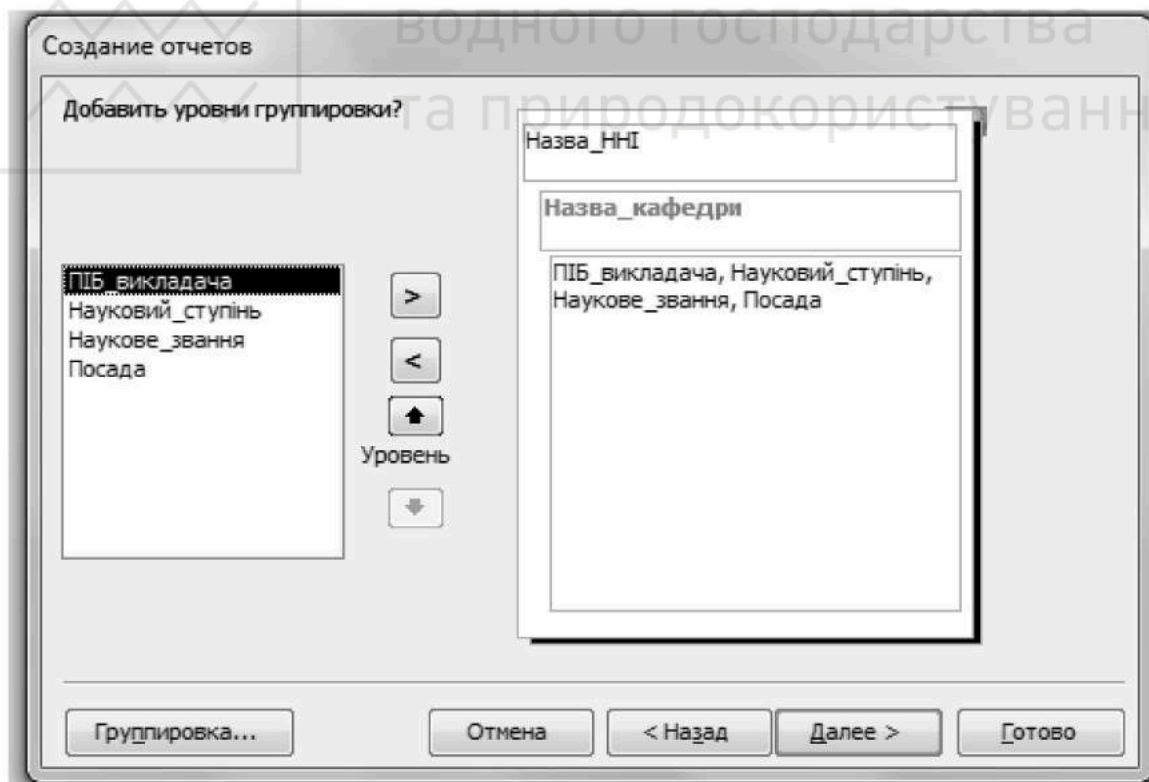 водного господарства
Создание отчетов
та природокористуванн
Добавить уровни группировки?
Назва_ННІ
Назва_кафедри
ПІБ_викладача
Науковий_ступінь
Наукове_звання
Посада
>
<
Уровень
ПІБ_викладача, Науковий_ступінь,
Наукове_звання, Посада
Группировка...
Отмена
< Назад
Далее >
Готово